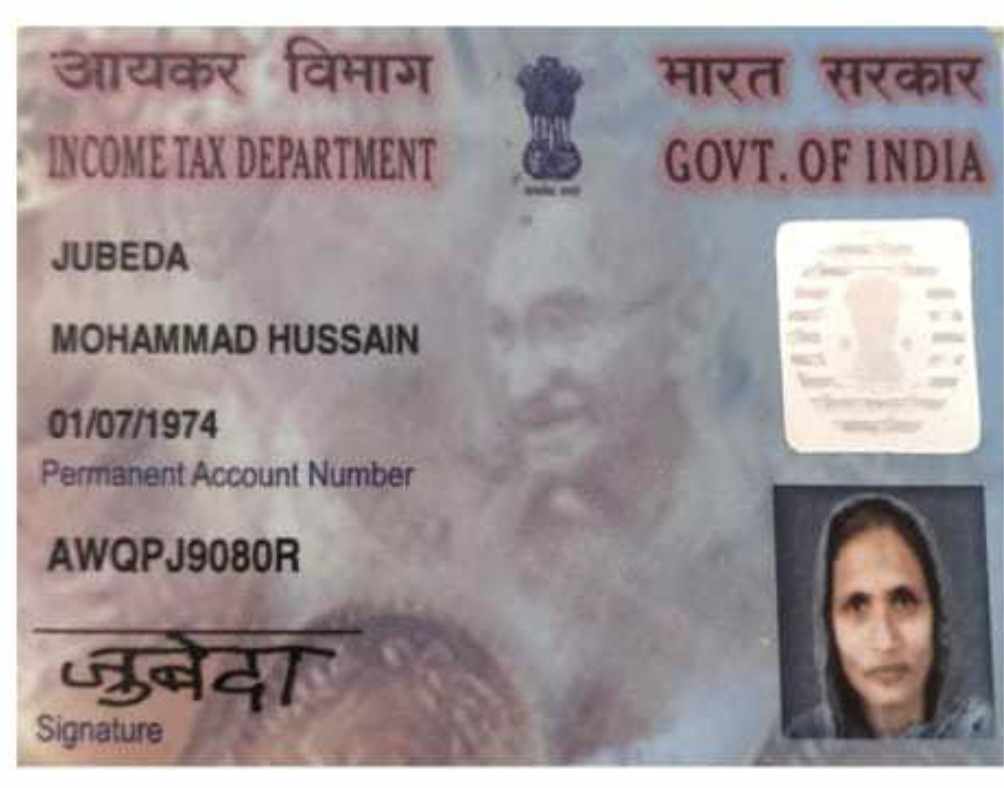 आयकर विभाग
INCOME TAX DEPARTMENT
भारत सरकार
GOVT. OF INDIA
JUBEDA
MOHAMMAD HUSSAIN
01/07/1974
Permanent Account Number
AWQPJ9080R
जुबेदा
Signature